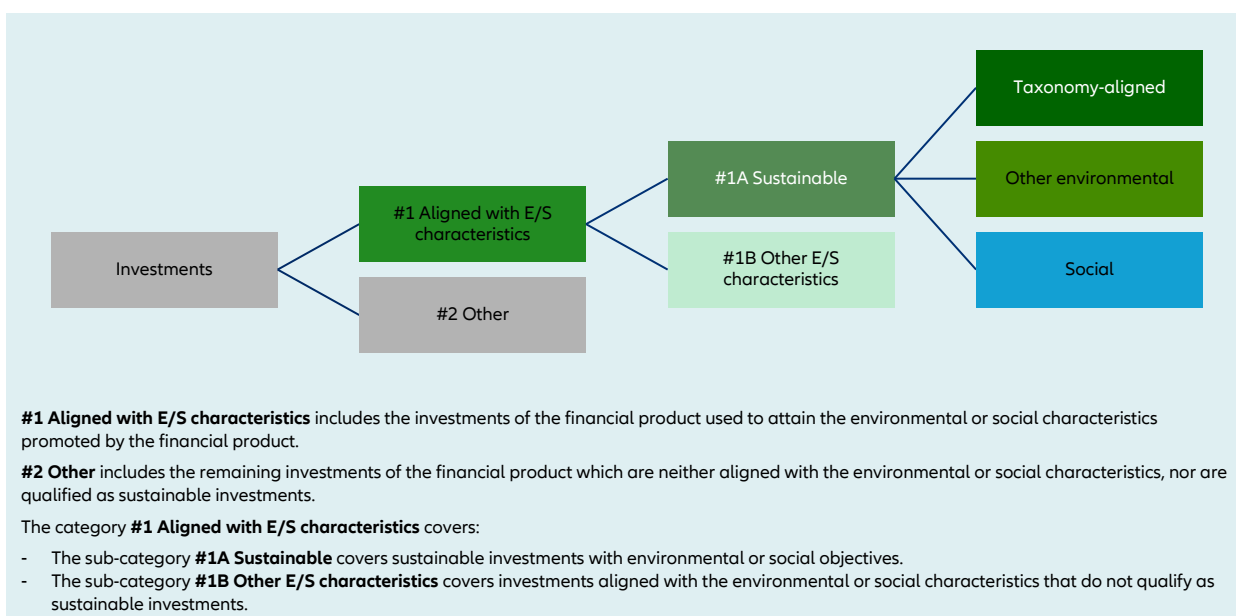 Taxonomy-aligned
#1A Sustainable
Other environmental
#1 Aligned with E/S
characteristics
Investments
#1B Other E/S
characteristics
Social
#2 Other
#1 Aligned with E/S characteristics includes the investments of the financial product used to attain the environmental or social characteristics
promoted by the financial product.
#2 Other includes the remaining investments of the financial product which are neither aligned with the environmental or social characteristics, nor are
qualified as sustainable investments.
The category #1 Aligned with E/S characteristics covers:
- The sub-category #1A Sustainable covers sustainable investments with environmental or social objectives.
- The sub-category #1B Other E/S characteristics covers investments aligned with the environmental or social characteristics that do not qualify as
sustainable investments.